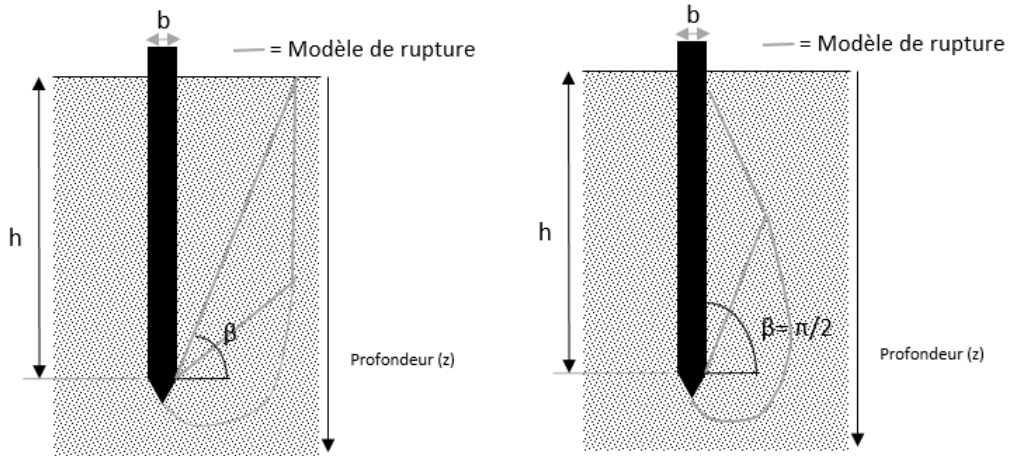 b
= Modèle de rupture
h
β
Profondeur (z)
b
= Modèle de rupture
h
β= π/2
Profondeur (z)